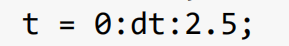 t = 0:dt:2.5;